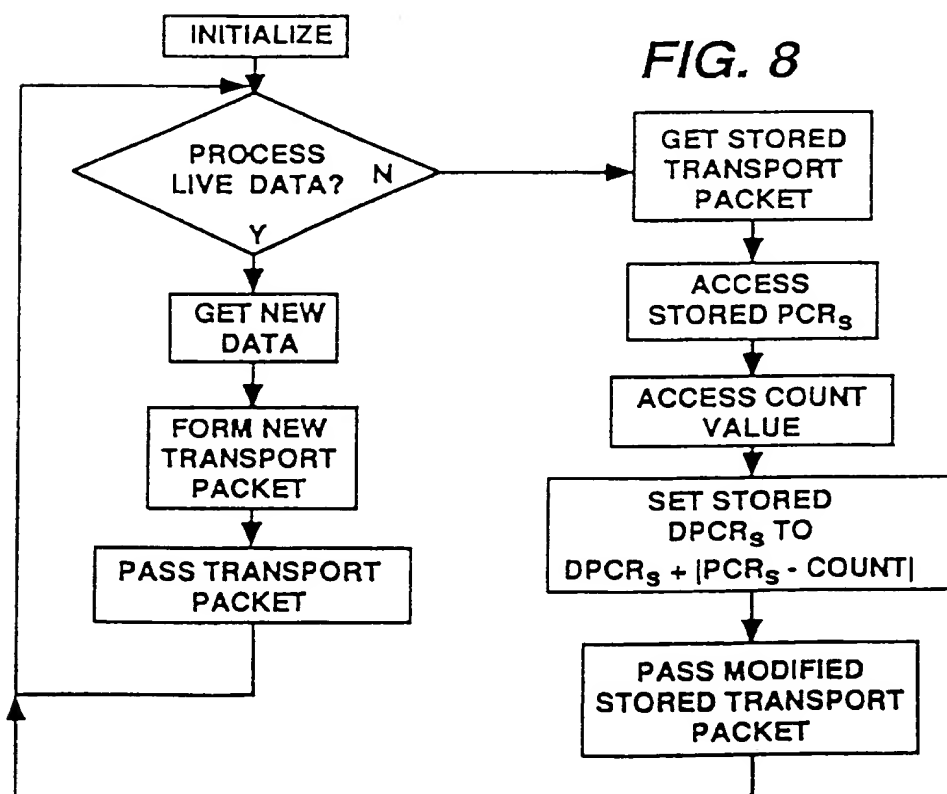 INITIALIZE
FIG. 8
PROCESS
LIVE DATA?
N
Y
GET NEW
DATA
FORM NEW
TRANSPORT
PACKET
PASS TRANSPORT
PACKET
GET STORED
TRANSPORT
PACKET
ACCESS
STORED PCRS
ACCESS COUNT
VALUE
SET STORED
DPCRS TO
DPCRS + |PCRS - COUNT|
PASS MODIFIED
STORED TRANSPORT
PACKET